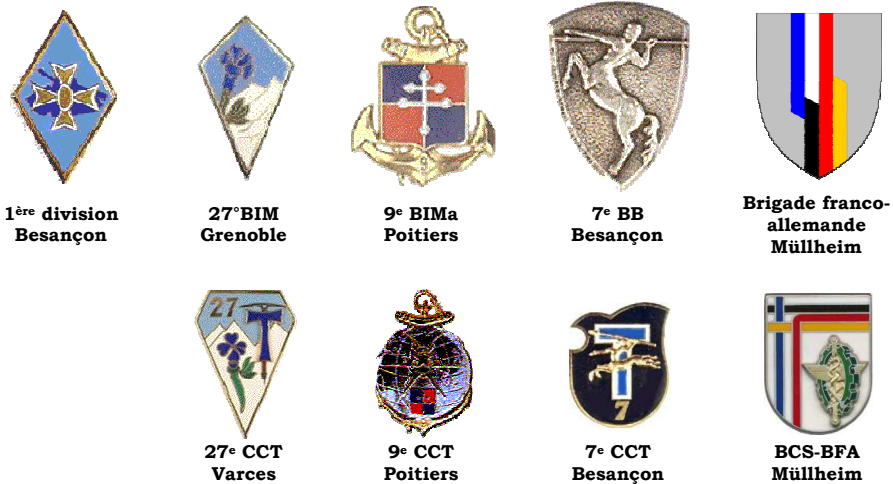 1ère division
Besançon
27°BIM
Grenoble
9e BIMa
Poitiers
7e BB
Besançon
Brigade franco-
allemande
Müllheim
9
27
7
27e CCT
Varces
9e CCT
Poitiers
7e CCT
Besançon
BCS-BFA
Müllheim